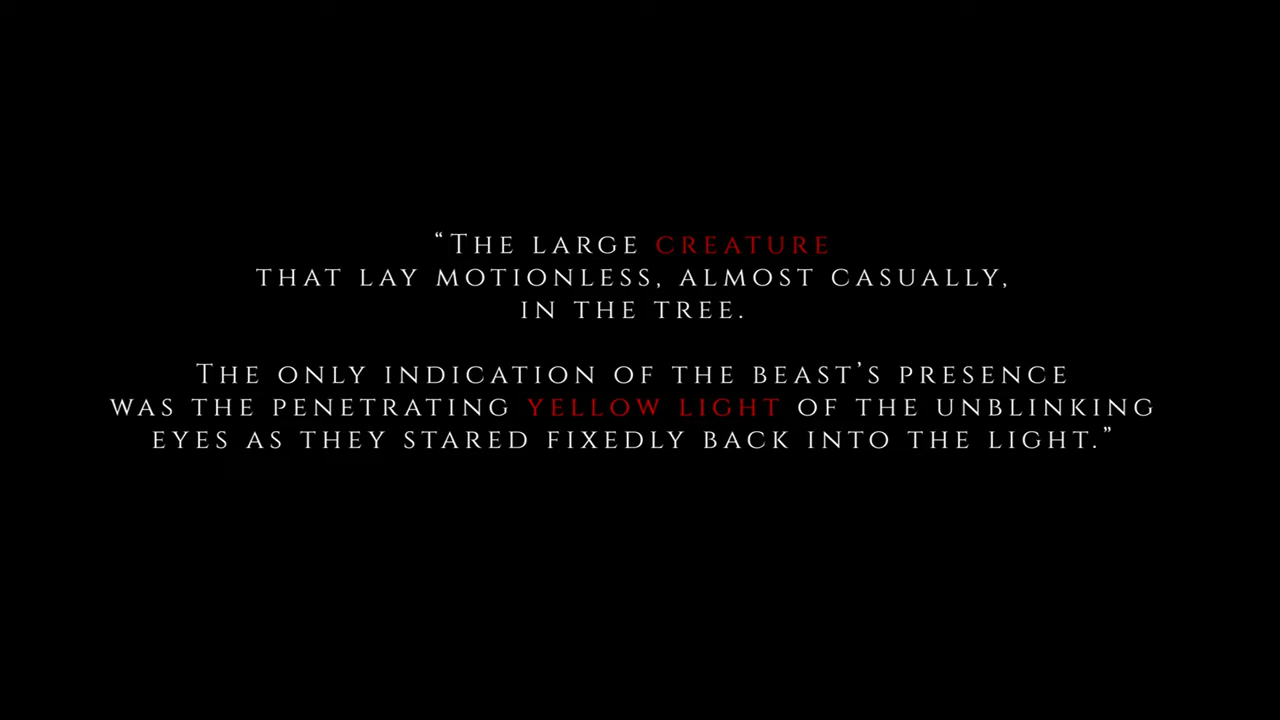 “The large creature
that lay motionless, almost casually,
in the tree.
The only indication of the beast’s presence
was the penetrating yellow light of the unblinking
eyes as they stared fixedly back into the light.”